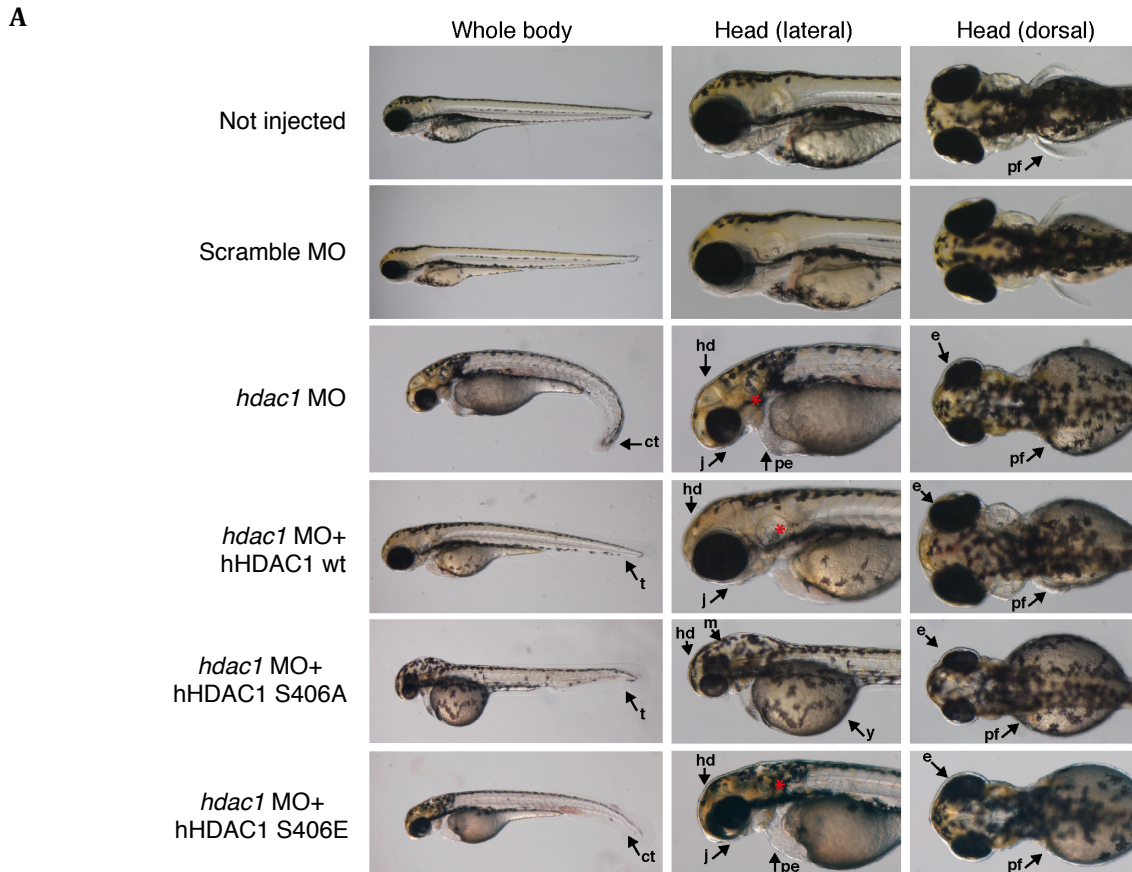 A
Whole body Head (lateral) Head (dorsal)
Not injected
pf
Scramble MO
hdac1 MO
ct
hd
*
j
pe
e
pf
hdac1 MO+
hHDAC1 wt
t
hd
*
j
e
pf
hdac1 MO+
hHDAC1 S406A
t
hd
m
y
e
pf
hdac1 MO+
hHDAC1 S406E
ct
hd
*
j
pe
e
pf